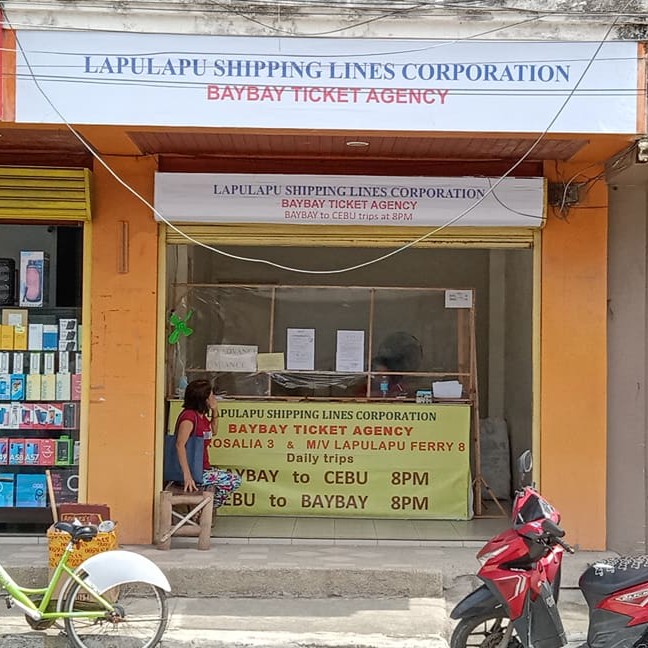 LAPULAPU SHIPPING LINES CORPORATION
BAYBAY TICKET AGENCY
LAPULAPU SHIPPING LINES CORPORATION
BAYBAY TICKET AGENCY
BAYBAY to CEBU trips at 8PM
APULAPU SHIPPING LINES CORPORATION
BAYBAY TICKET AGENCY
ROSALIA 3 & M/V LAPULAPU FERRY 8
Daily trips
AYBAY to CEBU 8PM
EBU to BAYBAY 8PM
A57